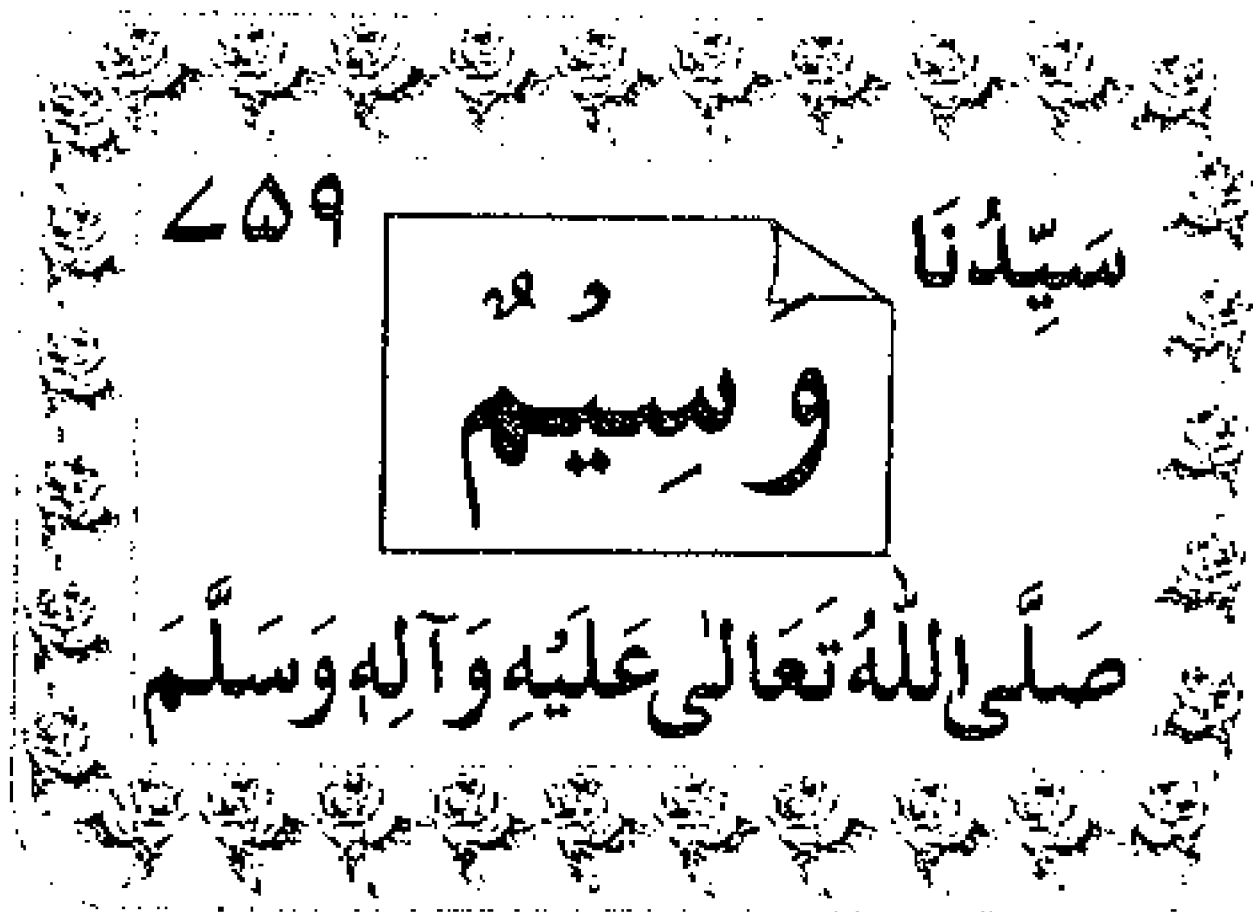 سَيِّدُنَا ۷۵۹
وَسِيْمٌ
صَلَّى اللّٰهُ تَعَالٰى عَلَيْهِ وَآلِهٖ وَسَلَّمَ